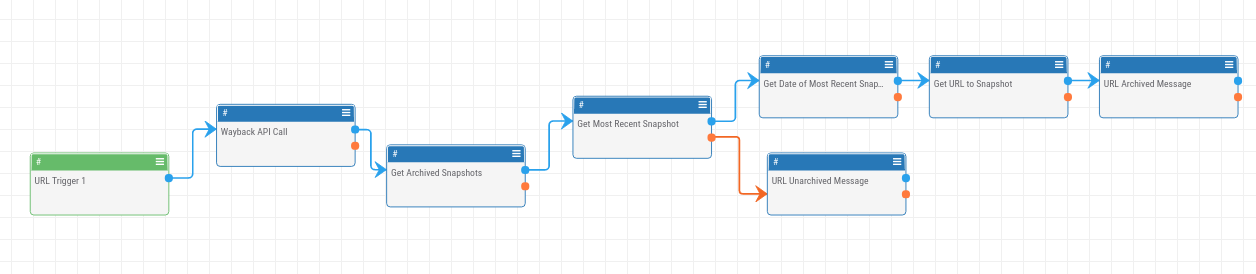 #
URL Trigger 1
#
Wayback API Call
#
Get Archived Snapshots
#
Get Most Recent Snapshot
#
Get Date of Most Recent Snap...
#
Get URL to Snapshot
#
URL Archived Message
#
URL Unarchived Message